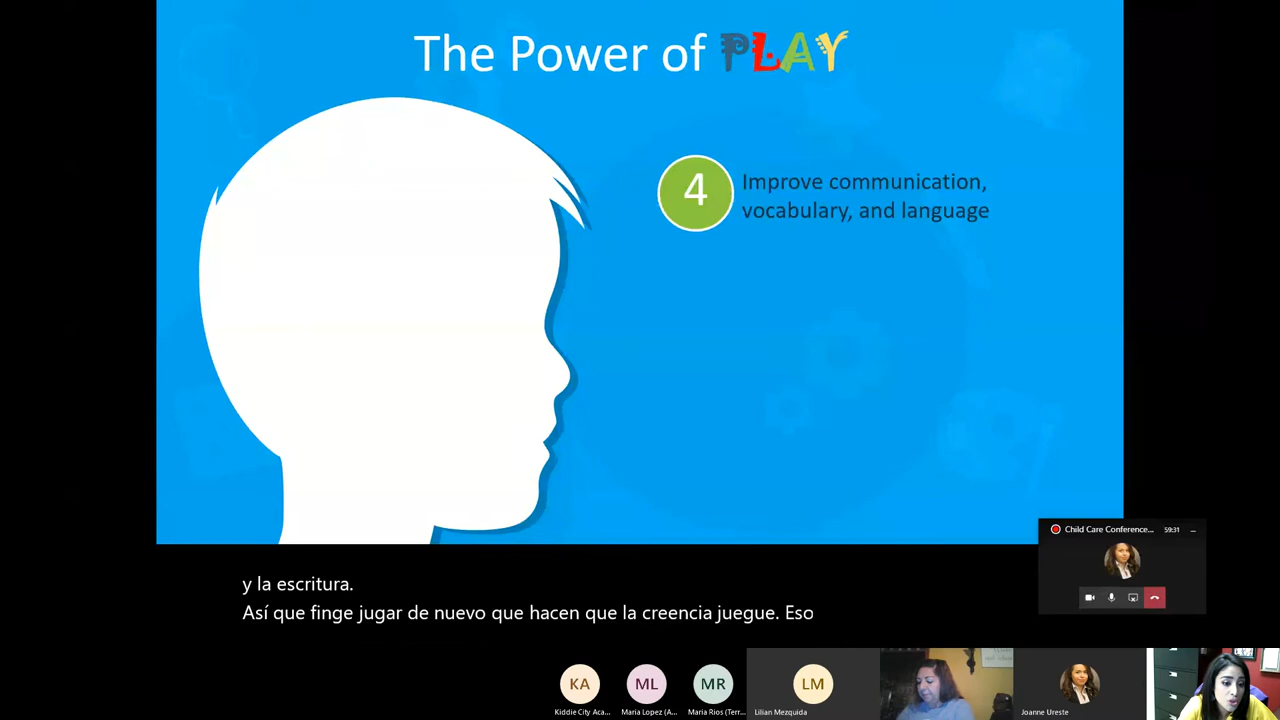 The Power of PLAY
4
Improve communication,
vocabulary, and language
Child Care Conference...
59:31
y la escritura.
Así que finge jugar de nuevo que hacen que la creencia juegue. Eso
KA
ML
MR
LM
Kiddie City Aca...
Maria Lopez (A...
Maria Rios (Terr...
Lilian Mezquida
Joanne Ureste